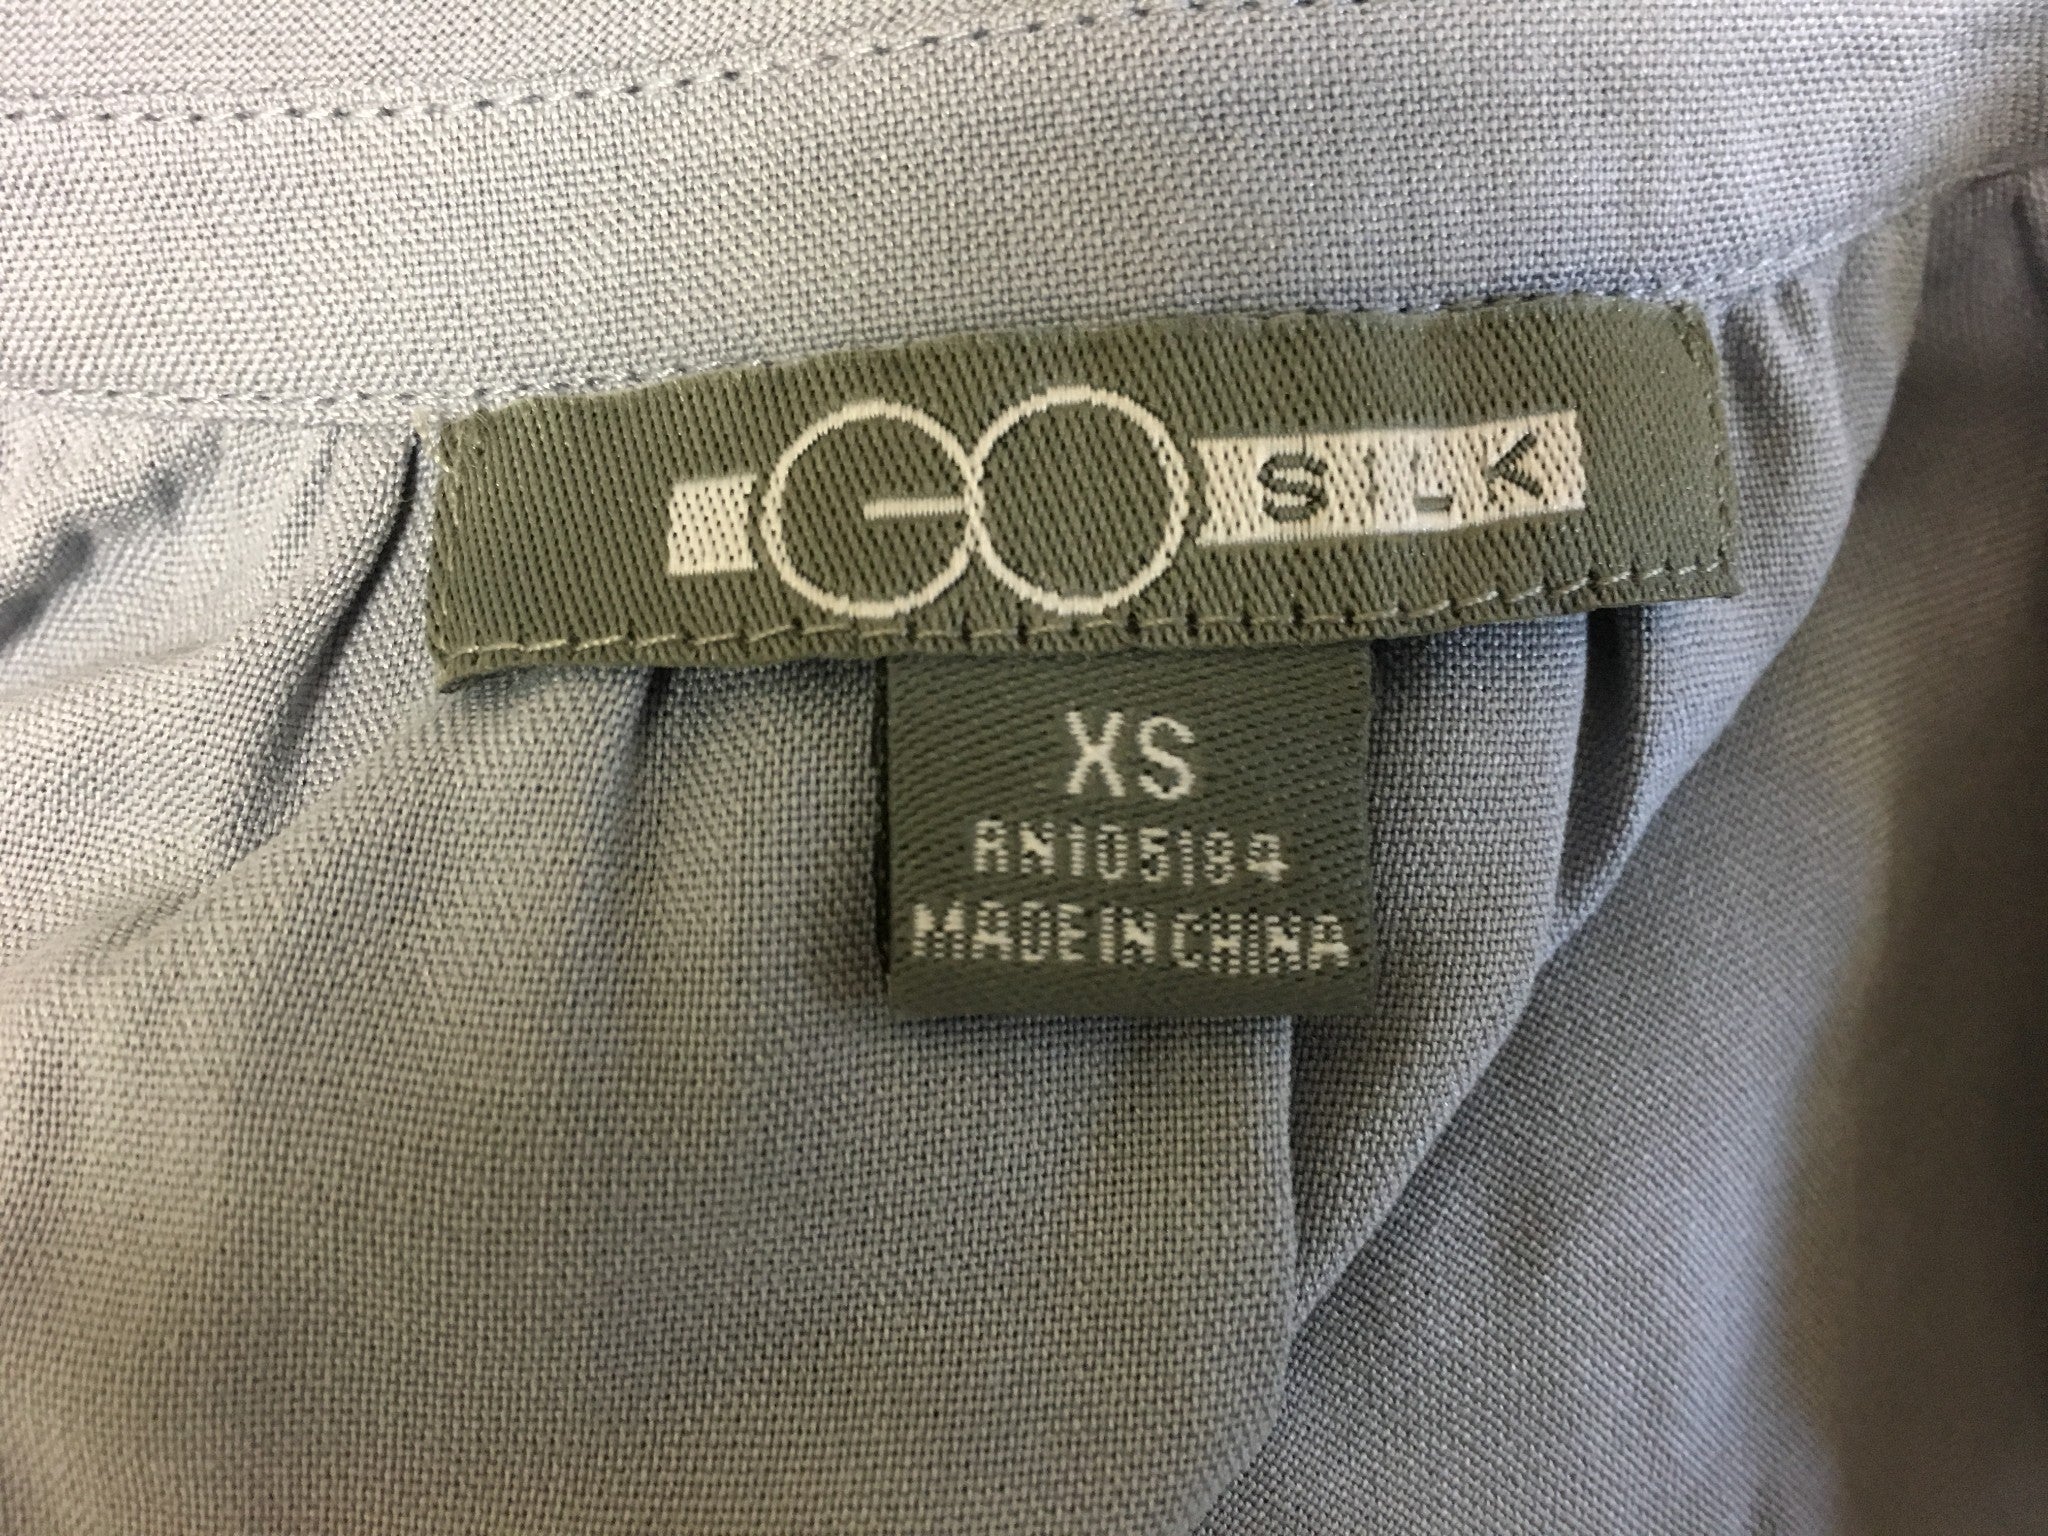 GO SILK
XS
RN105184
MADE IN CHINA